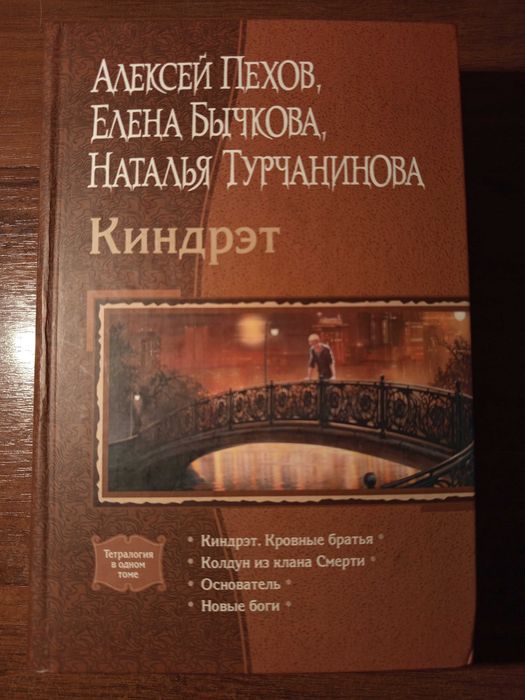 Алексей Пехов,
Елена Бычкова,
Наталья Турчанинова
Киндрэт
Тетралогия
в одном
томе
• Киндрэт. Кровные братья •
• Колдун из клана Смерти •
• Основатель •
• Новые боги •